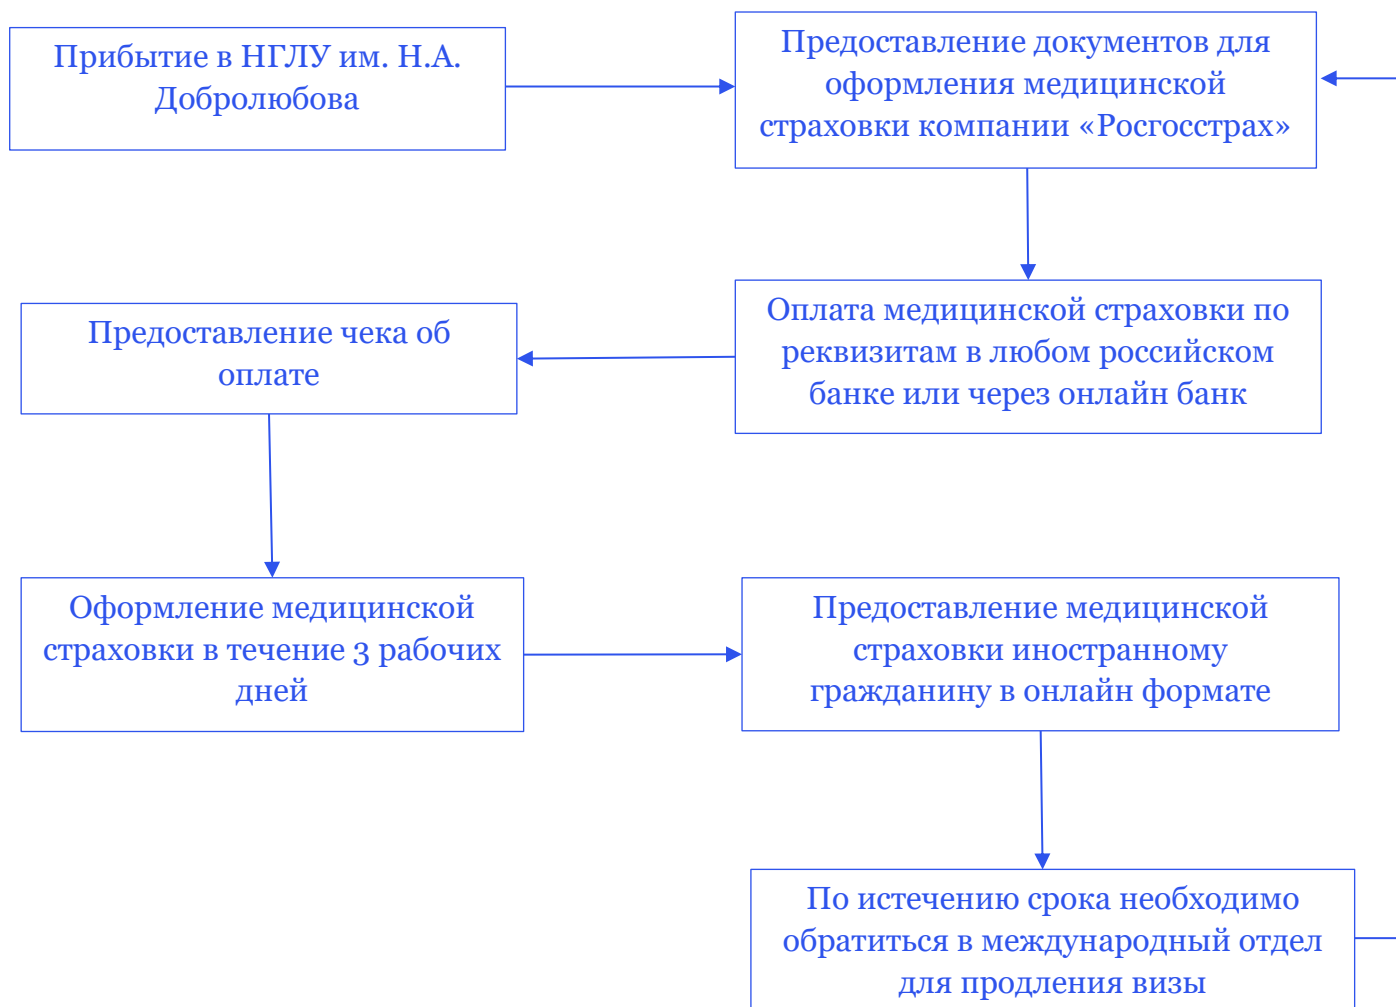 Прибытие в НГЛУ им. Н.А.
Добролюбова
Предоставление документов для
оформления медицинской
страховки компании «Росгосстрах»
Оплата медицинской страховки по
реквизитам в любом российском
банке или через онлайн банк
Предоставление чека об
оплате
Оформление медицинской
страховки в течение 3 рабочих
дней
Предоставление медицинской
страховки иностранному
гражданину в онлайн формате
По истечению срока необходимо
обратиться в международный отдел
для продления визы